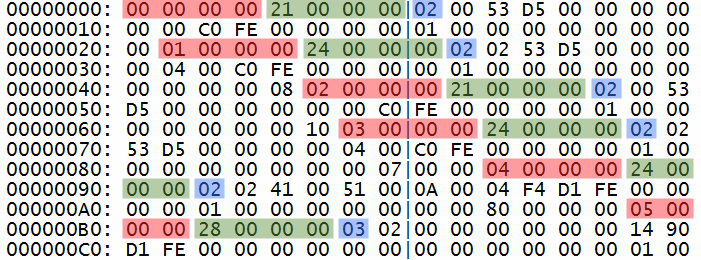 00000000: 00 00 00 00 21 00 00 00 02 00 53 D5 00 00 00 00
00000010: 00 00 C0 FE 00 00 00 00 01 00 00 00 00 00 00 00
00000020: 00 01 00 00 00 24 00 00 00 02 02 53 D5 00 00 00
00000030: 00 04 00 C0 FE 00 00 00 00 01 00 00 00 00 00 00
00000040: 00 00 00 00 08 02 00 00 00 21 00 00 00 02 00 53
00000050: D5 00 00 00 00 00 00 C0 FE 00 00 00 00 01 00 00
00000060: 00 00 00 00 00 10 03 00 00 00 24 00 00 00 02 02
00000070: 53 D5 00 00 00 00 04 00 C0 FE 00 00 00 00 01 00
00000080: 00 00 00 00 00 00 00 07 00 00 04 00 00 00 24 00
00000090: 00 00 02 02 41 00 51 00 0A 00 04 F4 D1 FE 00 00
000000A0: 00 00 01 00 00 00 00 00 00 00 80 00 00 00 05 00
000000B0: 00 00 28 00 00 00 03 02 00 00 00 00 00 00 14 90
000000C0: D1 FE 00 00 00 00 00 00 00 00 00 00 00 00 01 00